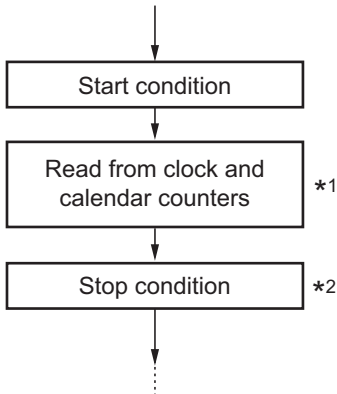 Start condition
Read from clock and
calendar counters
*1
Stop condition
*2